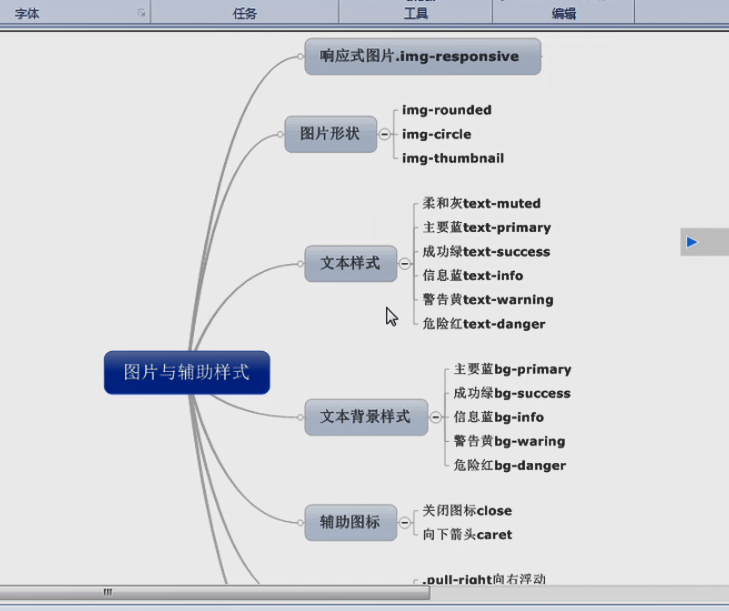 字体
任务
工具
编辑
响应式图片.img-responsive
图片形状
img-rounded
img-circle
img-thumbnail
文本样式
柔和灰text-muted
主要蓝text-primary
成功绿text-success
信息蓝text-info
警告黄text-warning
危险红text-danger
图片与辅助样式
文本背景样式
主要蓝bg-primary
成功绿bg-success
信息蓝bg-info
警告黄bg-waring
危险红bg-danger
辅助图标
关闭图标close
向下箭头caret
.pull-right向右浮动